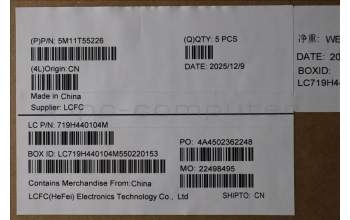 (P)P/N: 5M11T55226
(Q)QTY: 5 PCS
(4L)Origin: CN
DATE: 2025/12/9
Made in
China
Supplier: LCFC
净重: WE
DATE: 20
BOXID:
LC719H4
LC P/N: 719H440104M
PO: 4A4502362248
BOX ID: LC719H440104M550220153
MO: 22498495
Contains Merchandise From:China
LCFC(HeFei) Electronics Technology Co., Ltd
SHIPTO: CN